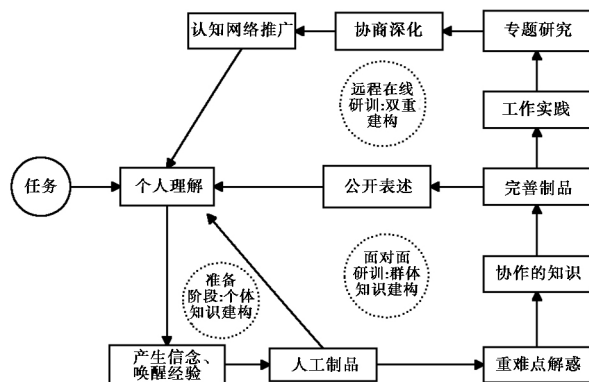 认知网络推广
协商深化
专题研究
远程在线
研训:双重
建构
工作实践
任务
个人理解
公开表述
完善制品
准备
阶段:个体
知识建构
面对面
研训:群体
知识建构
协作的知识
产生信念、
唤醒经验
人工制品
重难点解惑